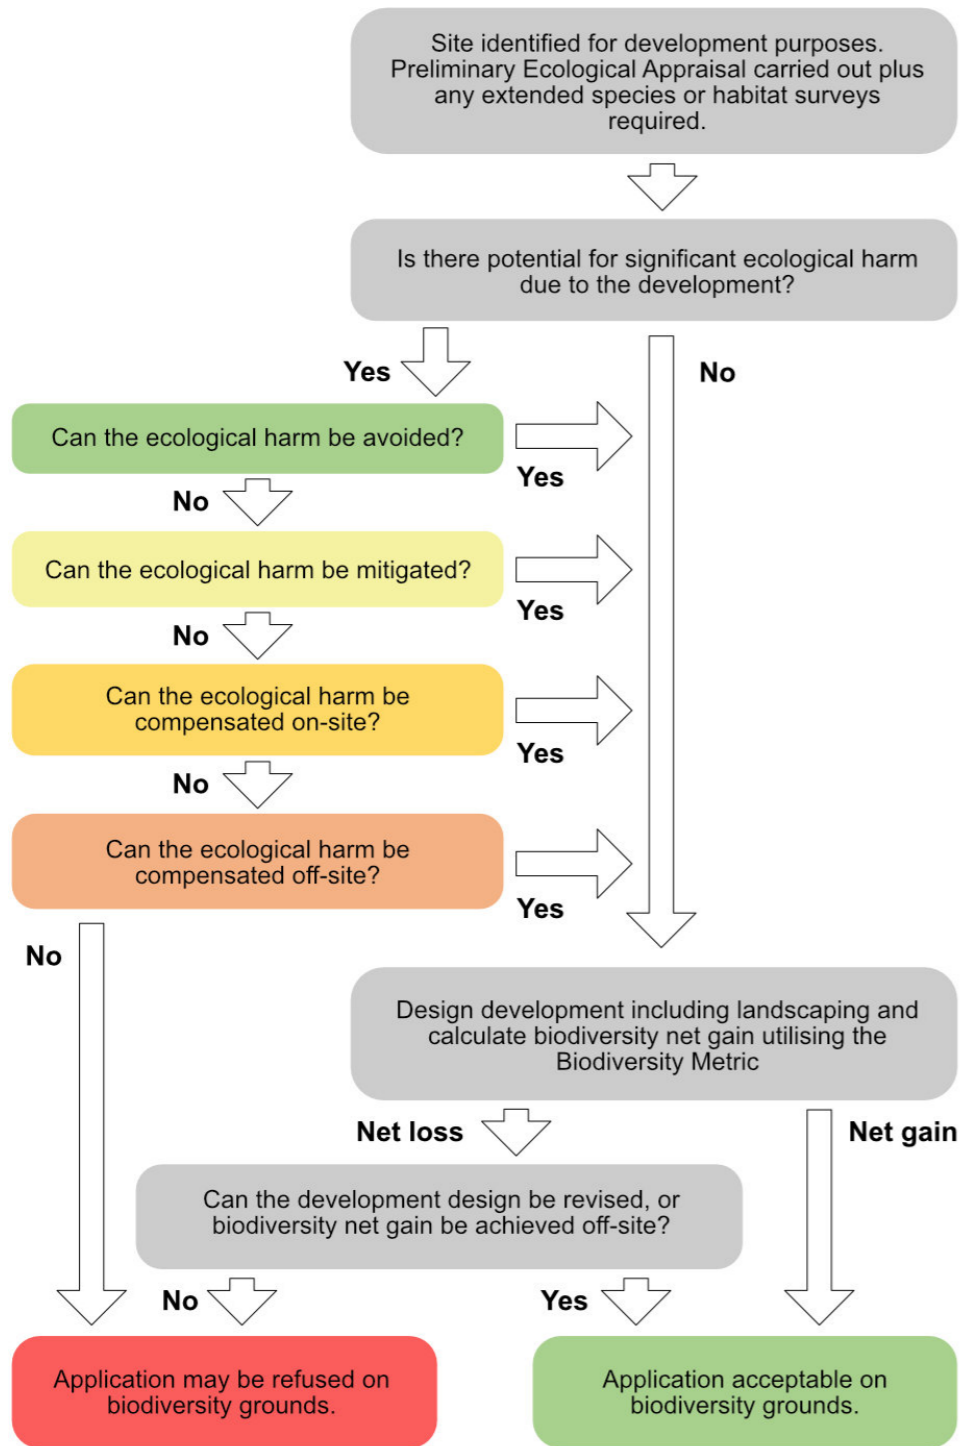 Site identified for development purposes.
Preliminary Ecological Appraisal carried out plus
any extended species or habitat surveys
required.
Is there potential for significant ecological harm
due to the development?
Yes
No
Can the ecological harm be avoided?
Yes
No
Can the ecological harm be mitigated?
Yes
No
Can the ecological harm be
compensated on-site?
Yes
No
Can the ecological harm be
compensated off-site?
Yes
No
Design development including landscaping and
calculate biodiversity net gain utilising the
Biodiversity Metric
Net loss
Net gain
Can the development design be revised, or
biodiversity net gain be achieved off-site?
No
Yes
Application may be refused on
biodiversity grounds.
Application acceptable on
biodiversity grounds.